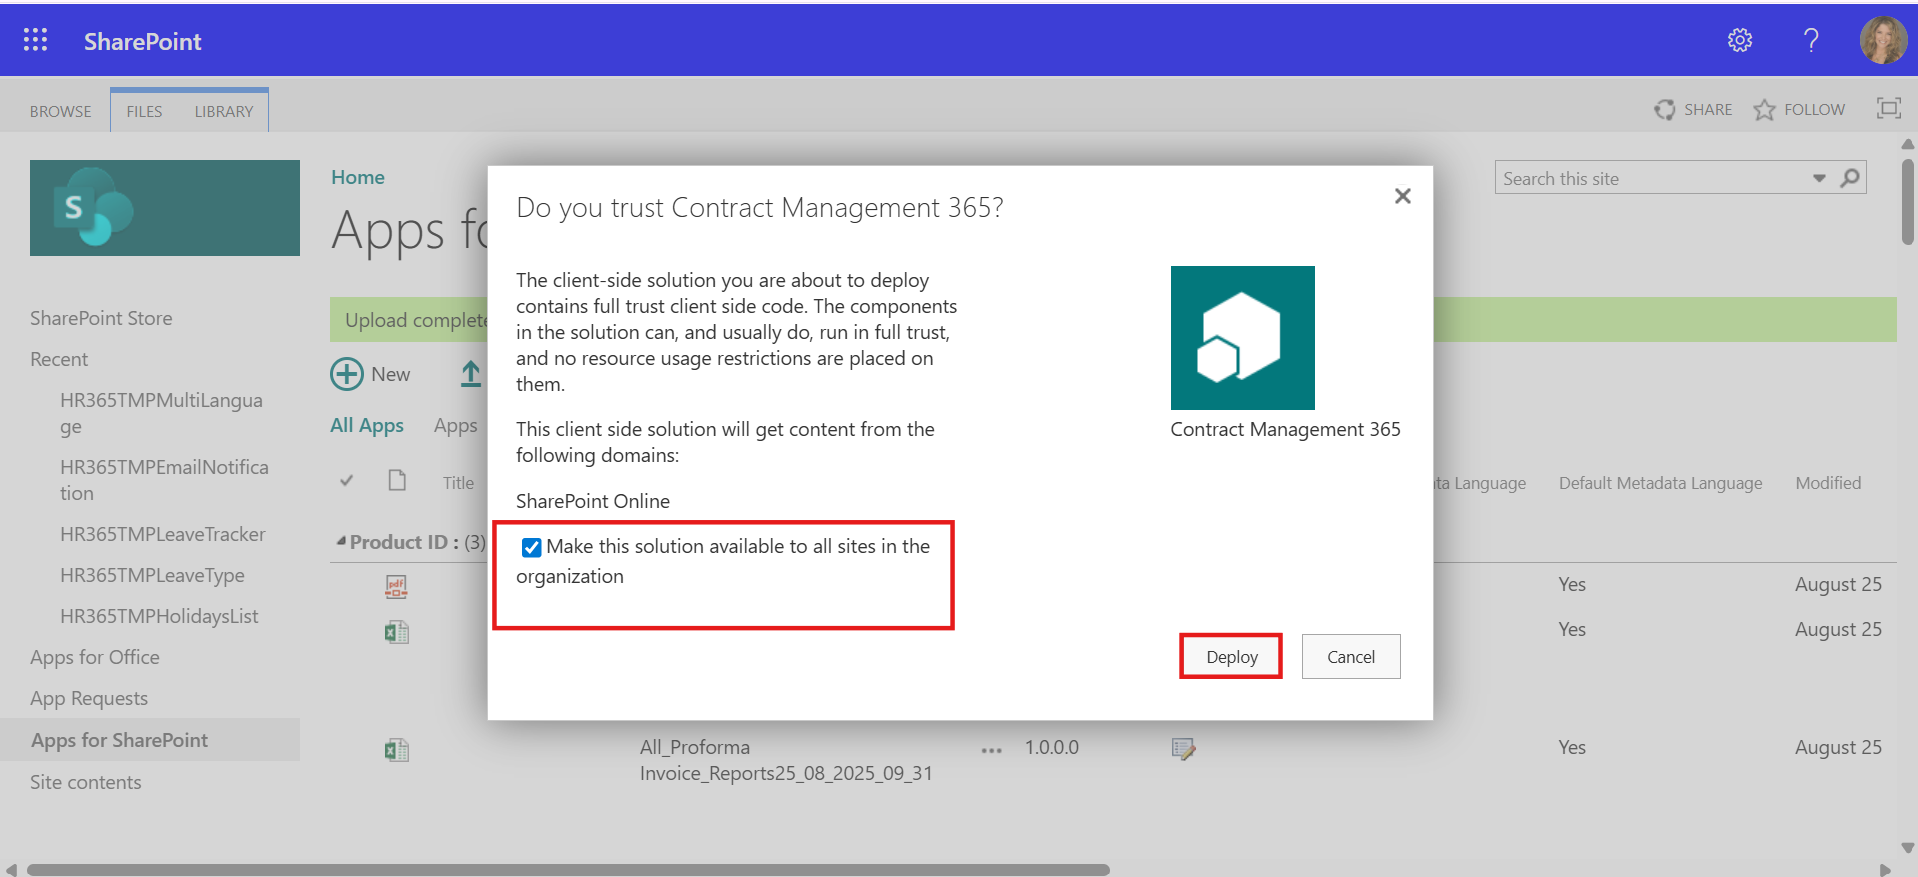 SharePoint
?
BROWSE
FILES
LIBRARY
SHARE
FOLLOW
S
Home
Search this site
Apps fo
Do you trust Contract Management 365?
The client-side solution you are about to deploy
contains full trust client side code. The components
in the solution can, and usually do, run in full trust,
and no resource usage restrictions are placed on
them.
This client side solution will get content from the
following domains:
SharePoint Online
Make this solution available to all sites in the
organization
Contract Management 365
Deploy
Cancel
SharePoint Store
Recent
HR365TMPMultiLangua
ge
HR365TMPEmailNotifica
tion
HR365TMPLeaveTracker
HR365TMPLeaveType
HR365TMPHolidaysList
Apps for Office
App Requests
Apps for SharePoint
Site contents
Upload complete
New
All Apps
Apps
Title
ta Language
Default Metadata Language
Modified
Product ID : (3)
pdf
Yes
August 25
Yes
August 25
All_Proforma
Invoice_Reports25_08_2025_09_31
...
1.0.0.0
Yes
August 25